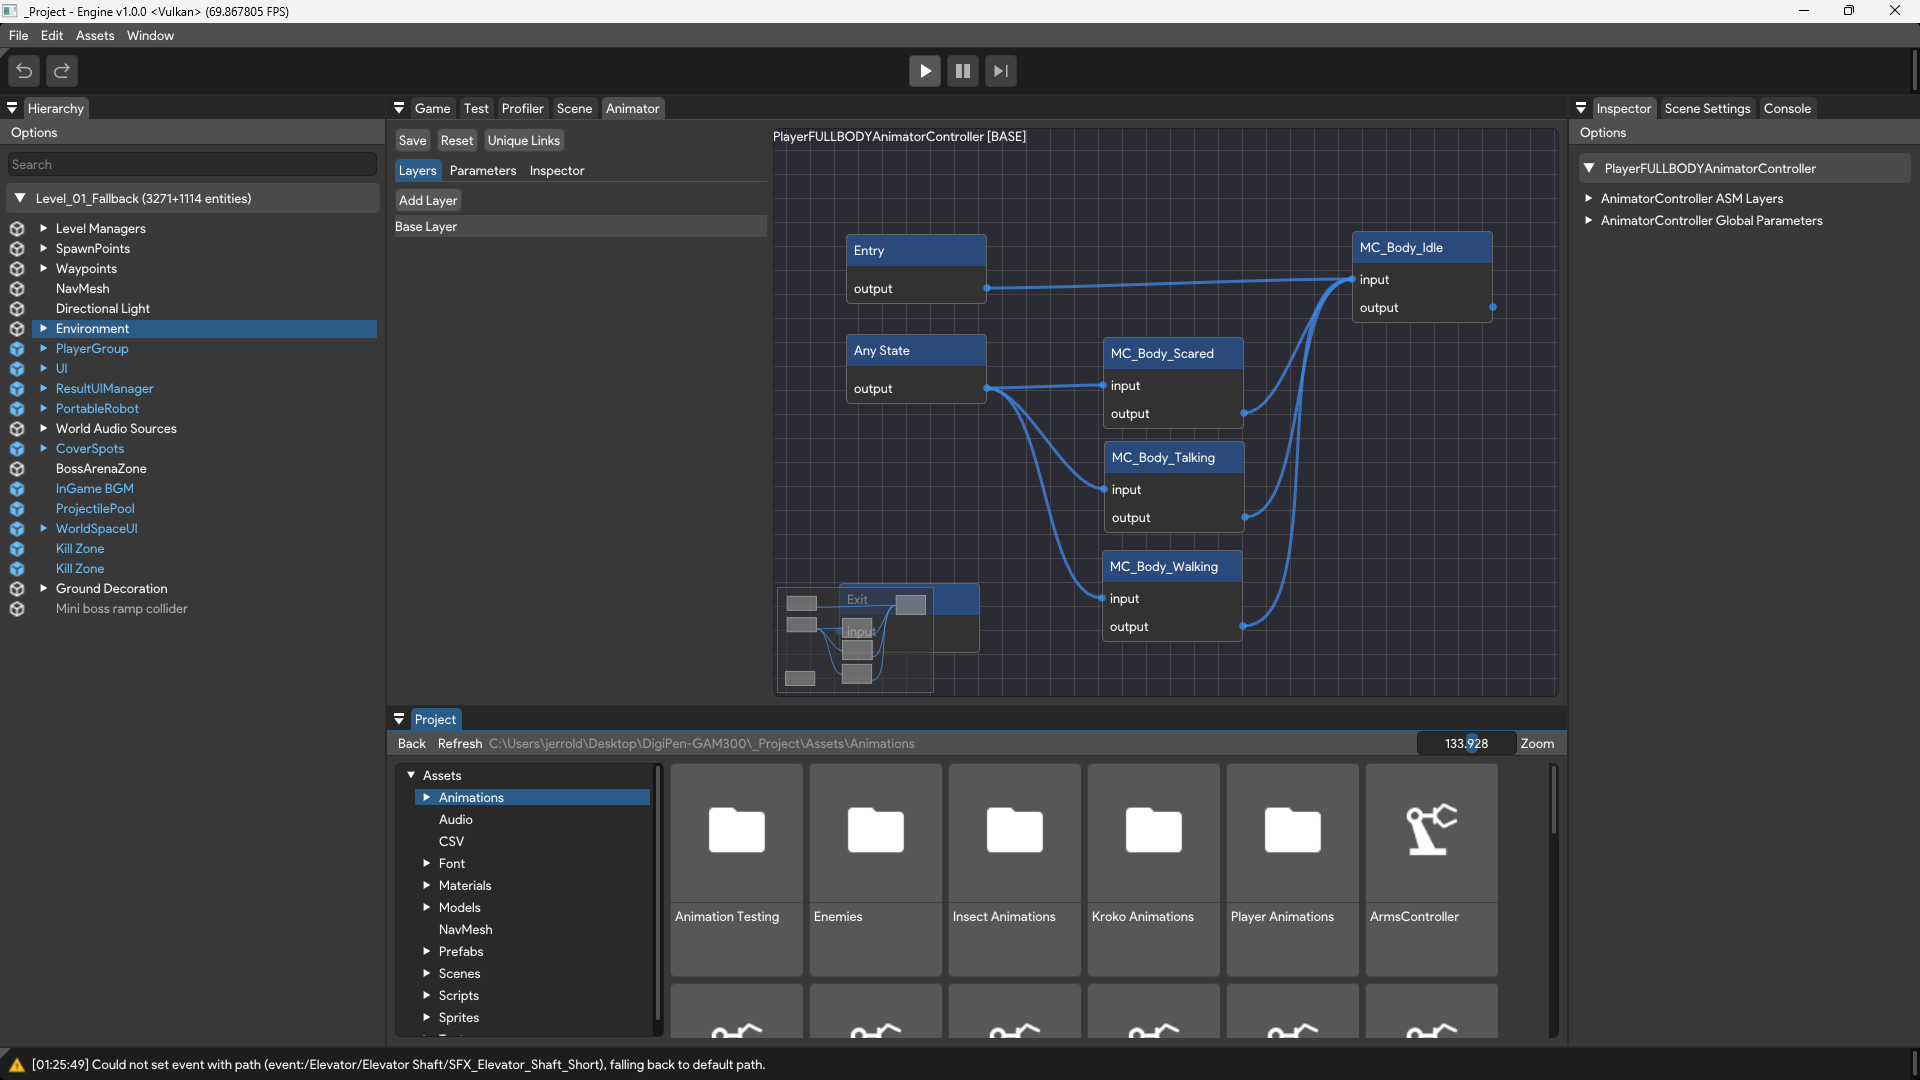 _Project - Engine v1.0.0 <Vulkan> (69.867805 FPS)
File Edit Assets Window
Hierarchy
Options
Search
Level_01_Fallback (3271+1114 entities)
Level Managers
SpawnPoints
Waypoints
NavMesh
Directional Light
Environment
PlayerGroup
UI
ResultUIManager
PortableRobot
World Audio Sources
CoverSpots
BossArenaZone
InGame BGM
ProjectilePool
WorldSpaceUI
Kill Zone
Kill Zone
Ground Decoration
Mini boss ramp collider
Game Test Profiler Scene Animator
Save Reset Unique Links
Layers Parameters Inspector
Add Layer
Base Layer
PlayerFULLBODYAnimatorController [BASE]
Entry
output
Any State
output
Exit
input
MC_Body_Scared
input
output
MC_Body_Talking
input
output
MC_Body_Walking
input
output
MC_Body_Idle
input
output
Inspector Scene Settings Console
Options
PlayerFULLBODYAnimatorController
AnimatorController ASM Layers
AnimatorController Global Parameters
Project
Back Refresh C:\Users\jerrold\Desktop\DigiPen-GAM300\_Project\Assets\Animations
133.928 Zoom
Assets
Animations
Audio
CSV
Font
Materials
Models
NavMesh
Prefabs
Scenes
Scripts
Sprites
Animation Testing
Enemies
Insect Animations
Kroko Animations
Player Animations
ArmsController
[01:25:49] Could not set event with path (event:/Elevator/Elevator Shaft/SFX_Elevator_Shaft_Short), falling back to default path.